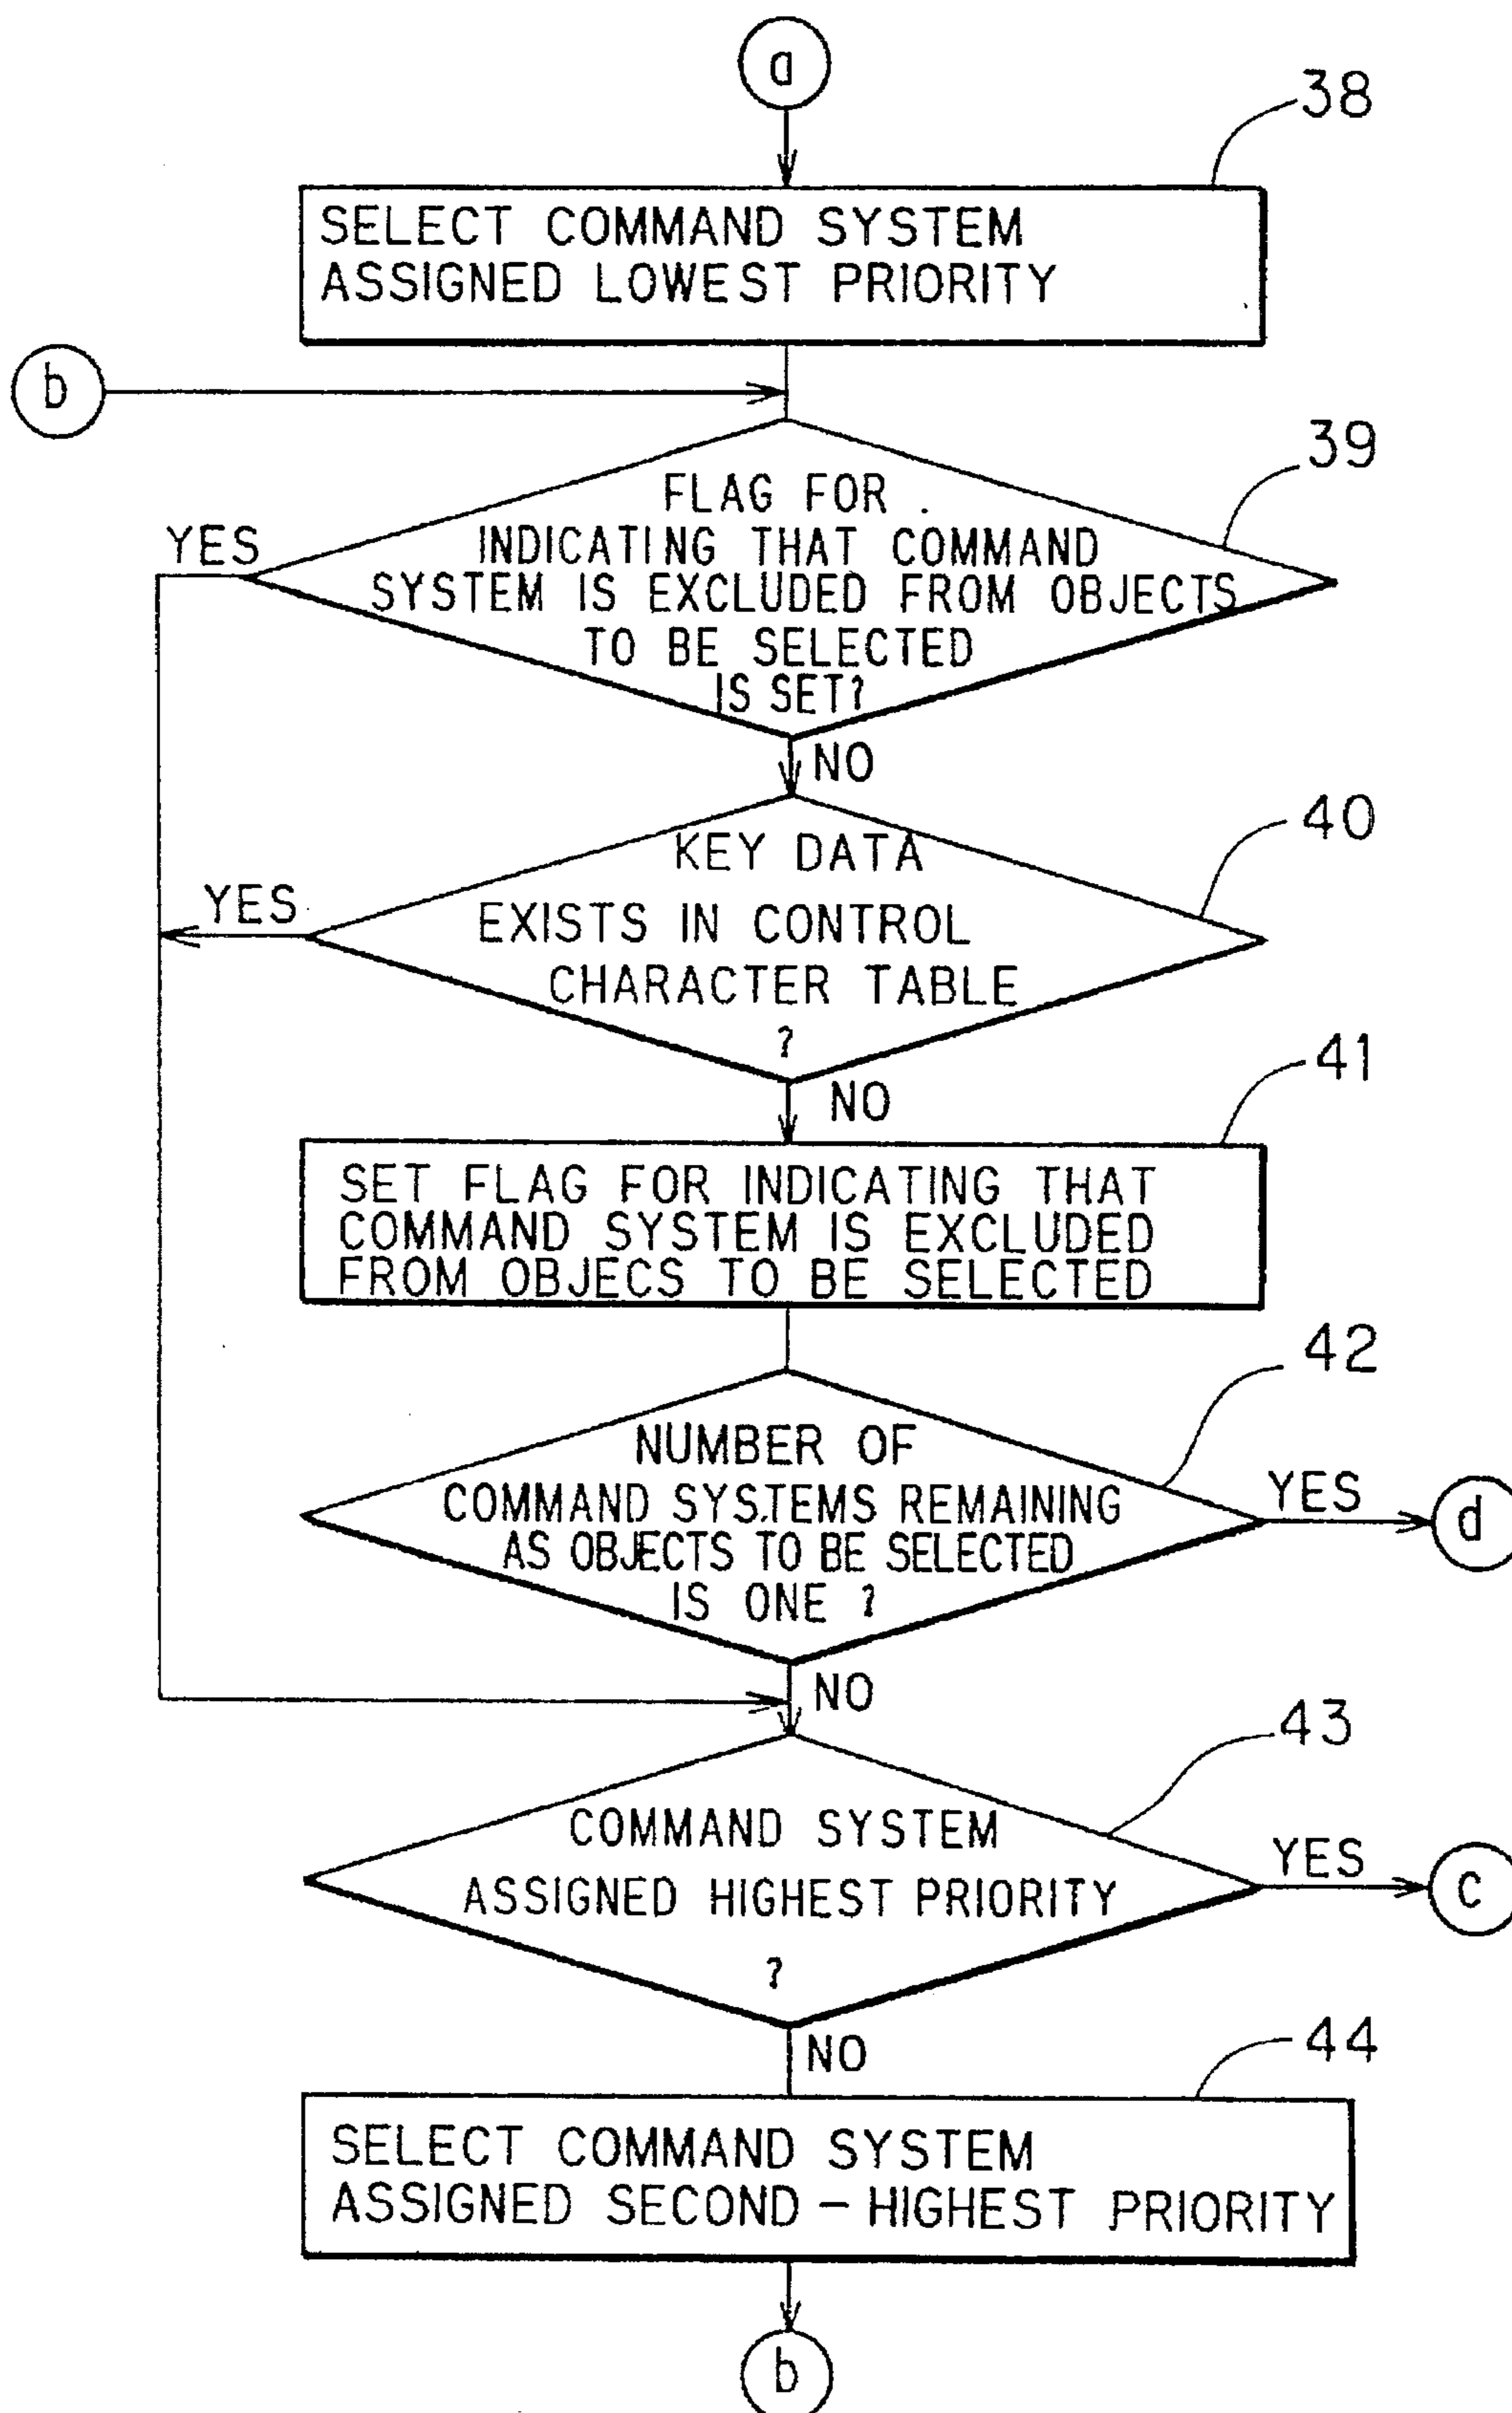 a
38
SELECT COMMAND SYSTEM
ASSIGNED LOWEST PRIORITY
b
39
FLAG FOR
INDICATING THAT COMMAND
SYSTEM IS EXCLUDED FROM OBJECTS
TO BE SELECTED
IS SET?
YES
NO
40
KEY DATA
EXISTS IN CONTROL
CHARACTER TABLE
?
YES
NO
41
SET FLAG FOR INDICATING THAT
COMMAND SYSTEM IS EXCLUDED
FROM OBJECS TO BE SELECTED
42
NUMBER OF
COMMAND SYSTEMS REMAINING
AS OBJECTS TO BE SELECTED
IS ONE ?
YES
d
NO
43
COMMAND SYSTEM
ASSIGNED HIGHEST PRIORITY
?
YES
c
NO
44
SELECT COMMAND SYSTEM
ASSIGNED SECOND - HIGHEST PRIORITY
b